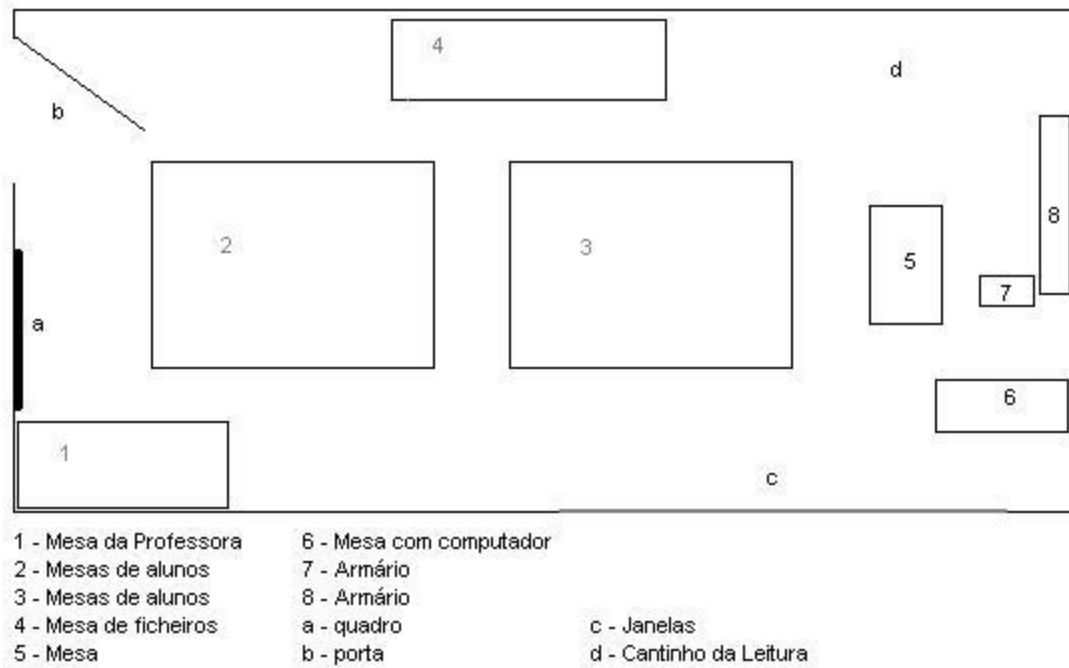 4
d
b
8
2
3
5
7
a
6
1
c
1 - Mesa da Professora 6 - Mesa com computador
2 - Mesas de alunos 7 - Armário
3 - Mesas de alunos 8 - Armário
4 - Mesa de ficheiros a - quadro c - Janelas
5 - Mesa b - porta d - Cantinho da Leitura